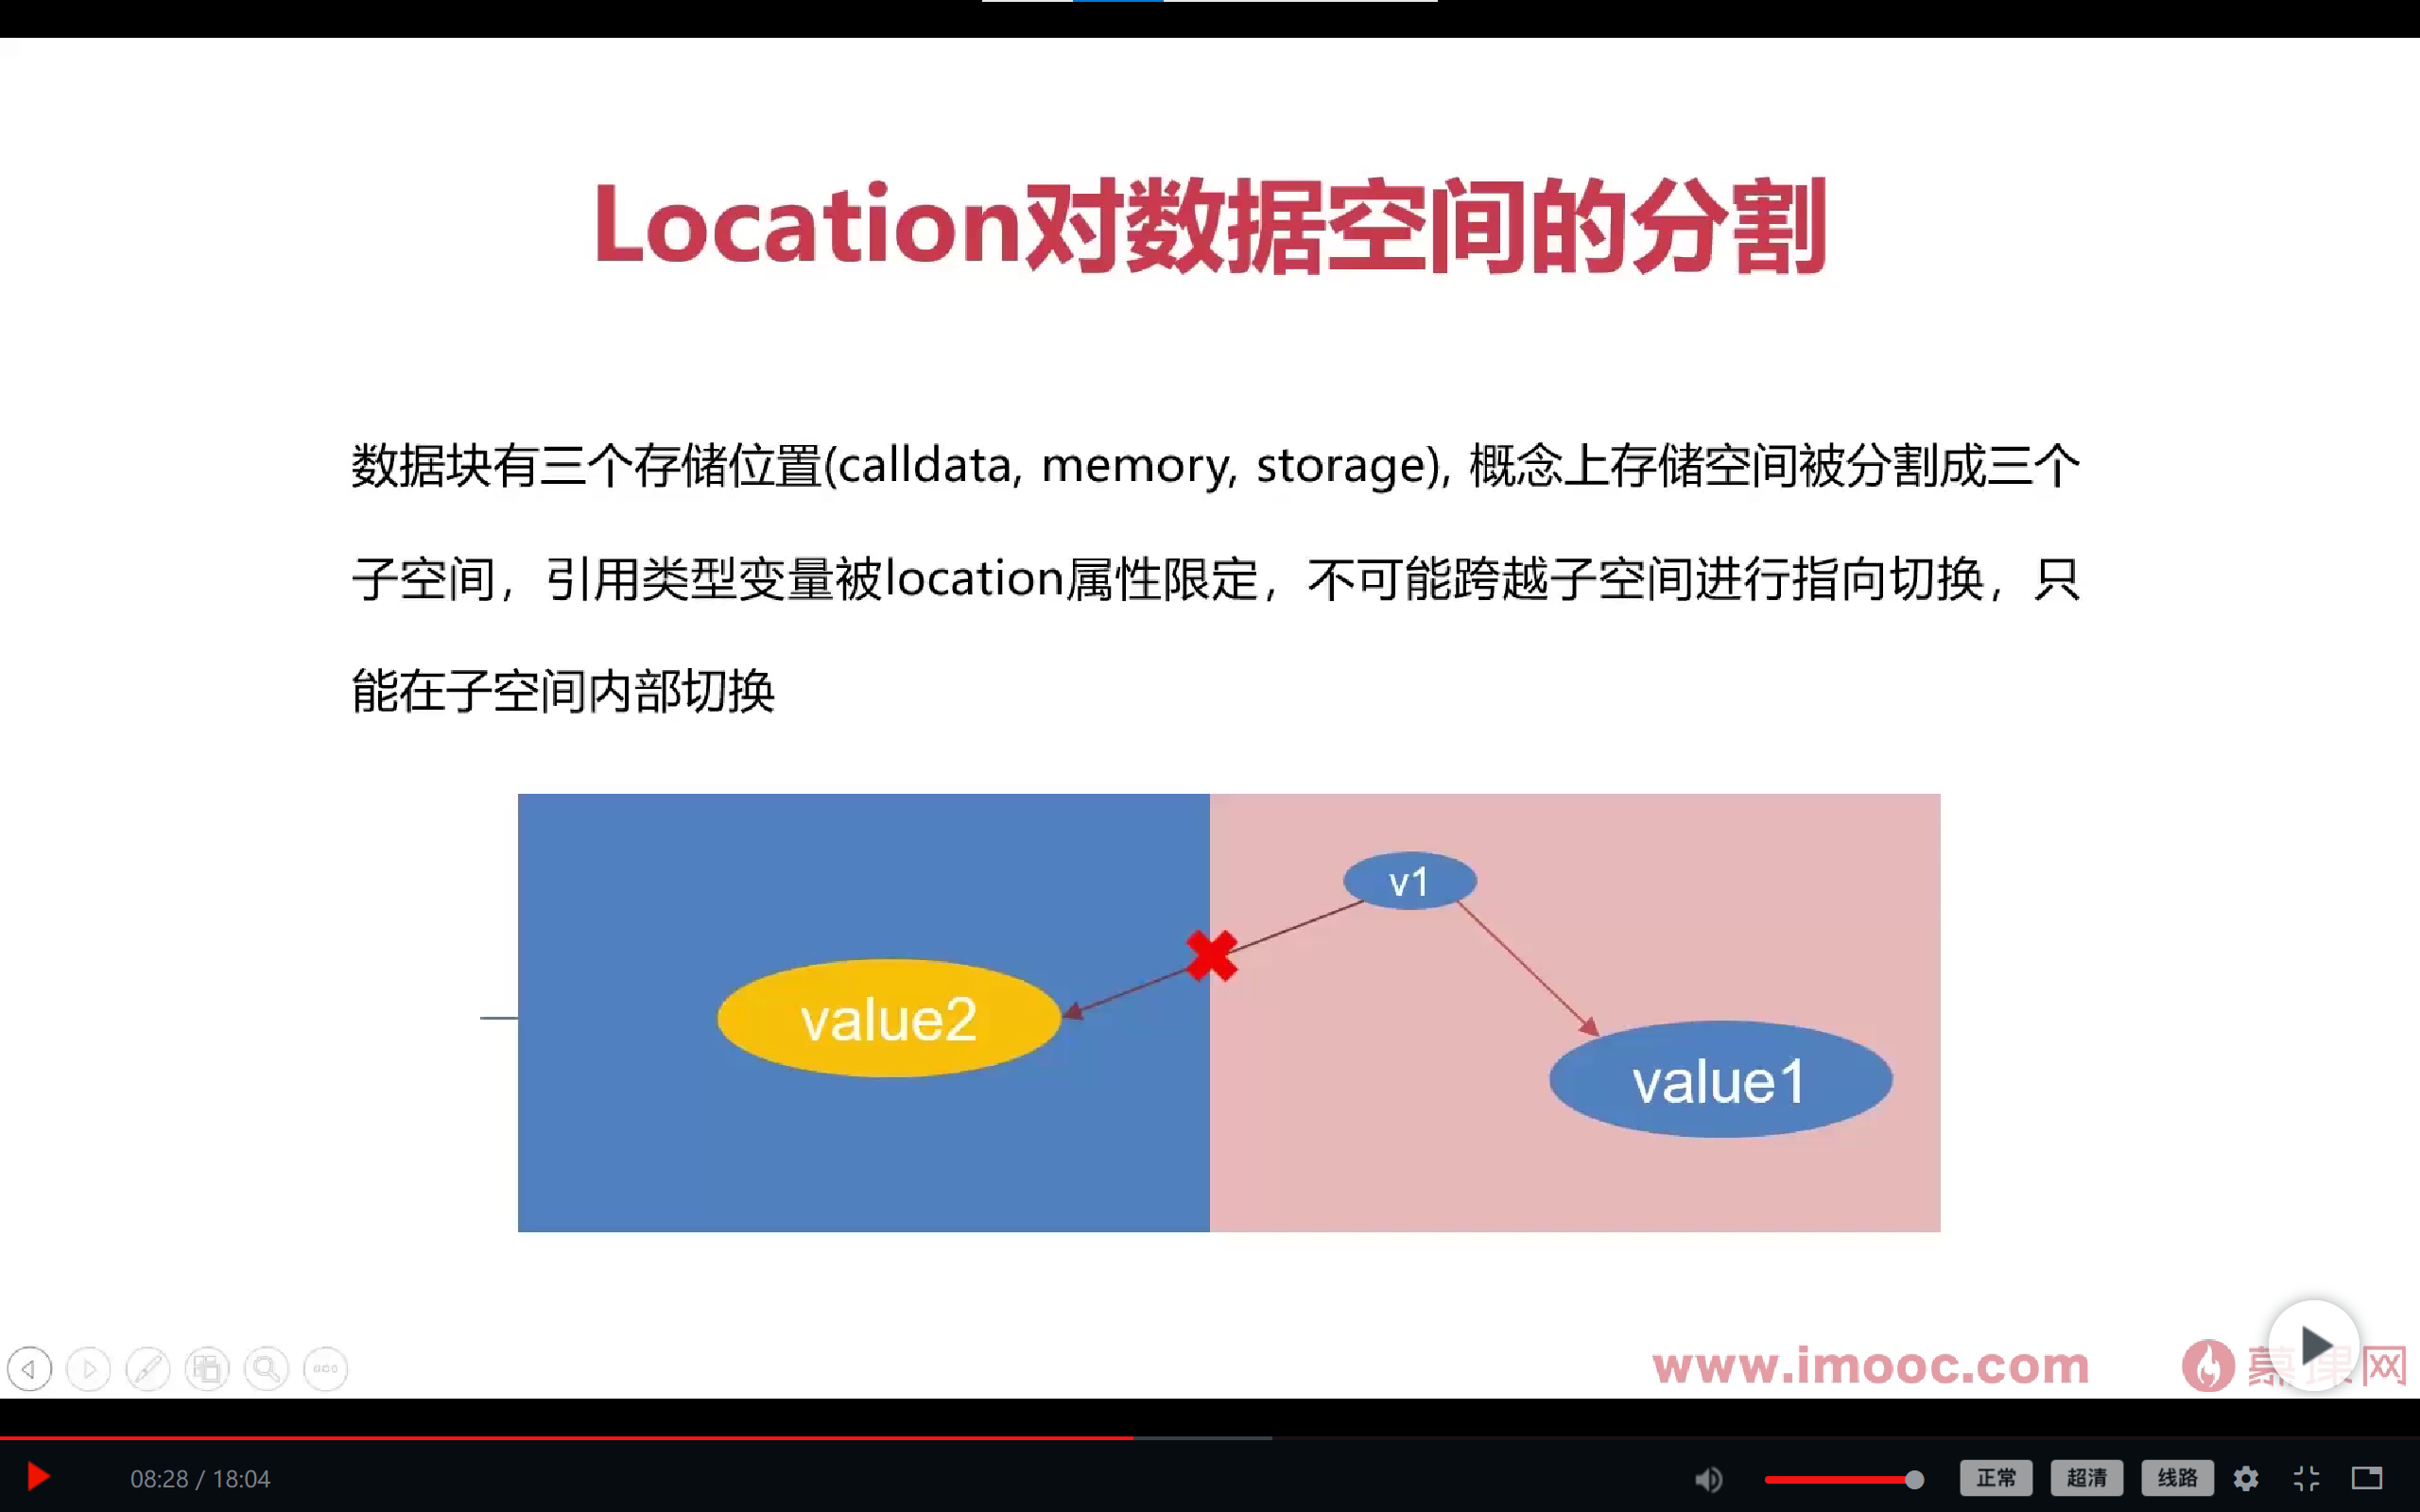 Location对数据空间的分割
数据块有三个存储位置(calldata, memory, storage), 概念上存储空间被分割成三个
子空间，引用类型变量被location属性限定，不可能跨越子空间进行指向切换，只
能在子空间内部切换
v1
value2
value1
www.imooc.com
慕课网
08:28 / 18:04
正常
超清
线路